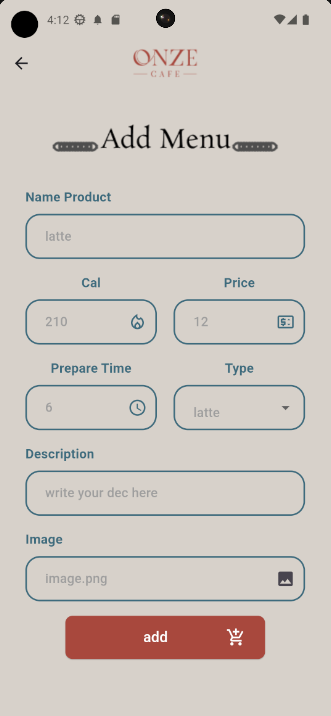 4:12
ONZE
CAFE
Add Menu
Name Product
latte
Cal
Price
210
12
Prepare Time
Type
6
latte
Description
write your dec here
Image
image.png
add